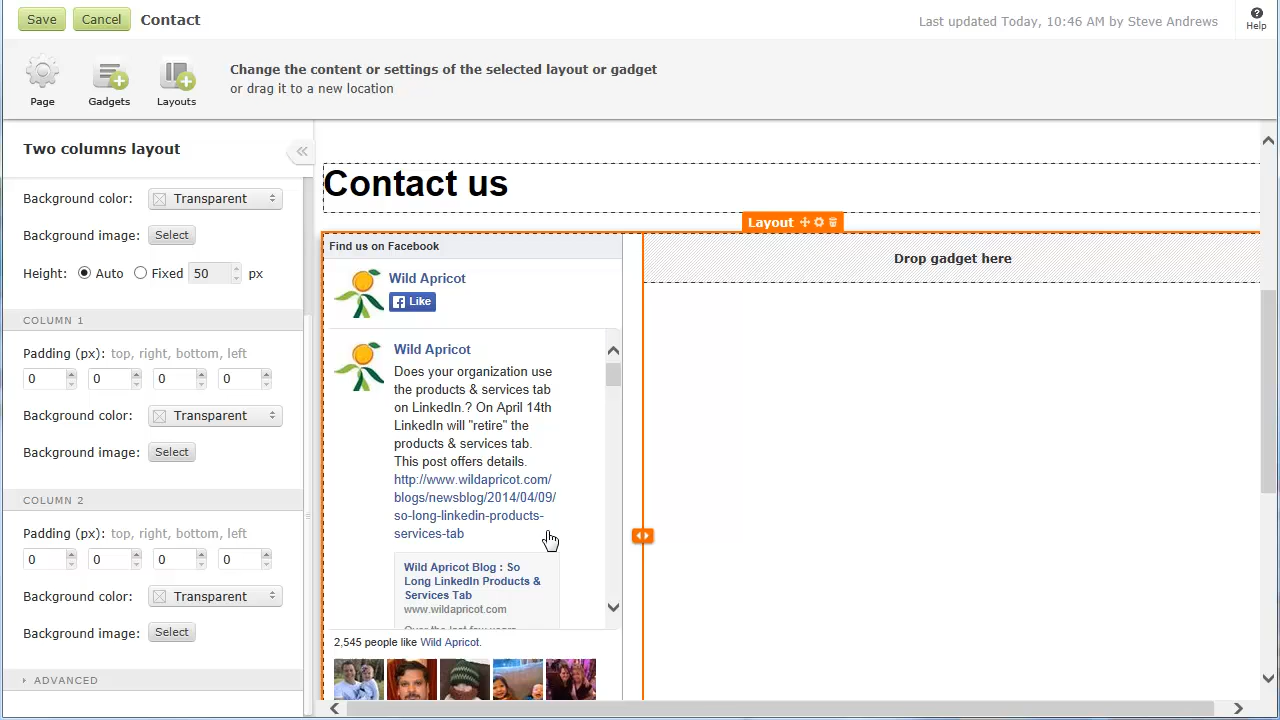 Save
Cancel
Contact
Last updated Today, 10:46 AM by Steve Andrews
Help
Page
Gadgets
Layouts
Change the content or settings of the selected layout or gadget
or drag it to a new location
Two columns layout
Background color: Transparent
Background image: Select
Height: Auto Fixed 50 px
COLUMN 1
Padding (px): top, right, bottom, left
0 0 0 0
Background color: Transparent
Background image: Select
COLUMN 2
Padding (px): top, right, bottom, left
0 0 0 0
Background color: Transparent
Background image: Select
ADVANCED
Contact us
Layout
Find us on Facebook
Wild Apricot
Like
Wild Apricot
Does your organization use
the products & services tab
on LinkedIn.? On April 14th
LinkedIn will "retire" the
products & services tab.
This post offers details.
http://www.wildapricot.com/
blogs/newsblog/2014/04/09/
so-long-linkedin-products-
services-tab
Wild Apricot Blog : So
Long LinkedIn Products &
Services Tab
www.wildapricot.com
Over the last few years
2,545 people like Wild Apricot.
Drop gadget here